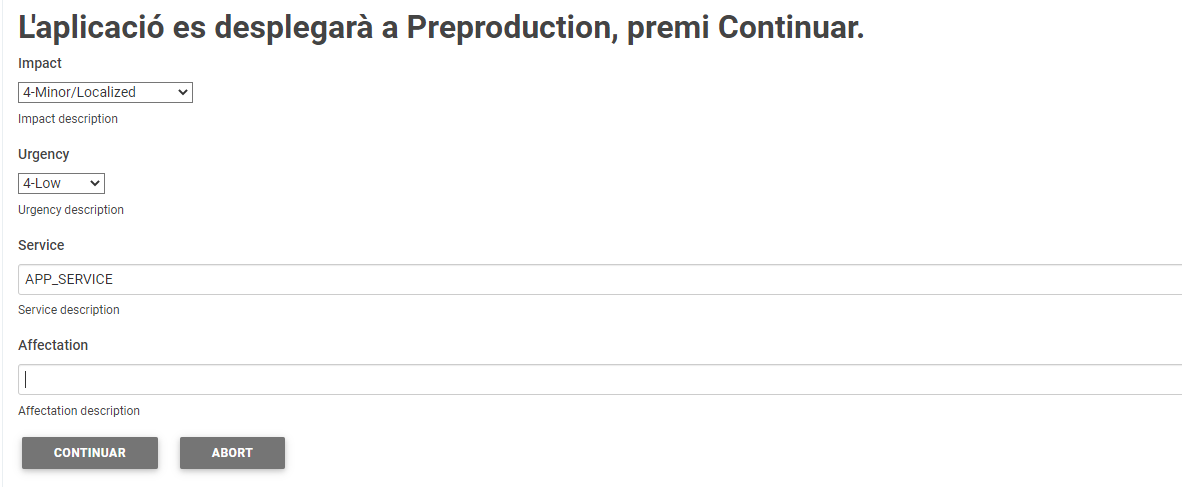 L'aplicació es desplegarà a Preproduction, premi Continuar.
Impact
4-Minor/Localized
Impact description
Urgency
4-Low
Urgency description
Service
APP_SERVICE
Service description
Affectation
Affectation description
CONTINUAR ABORT